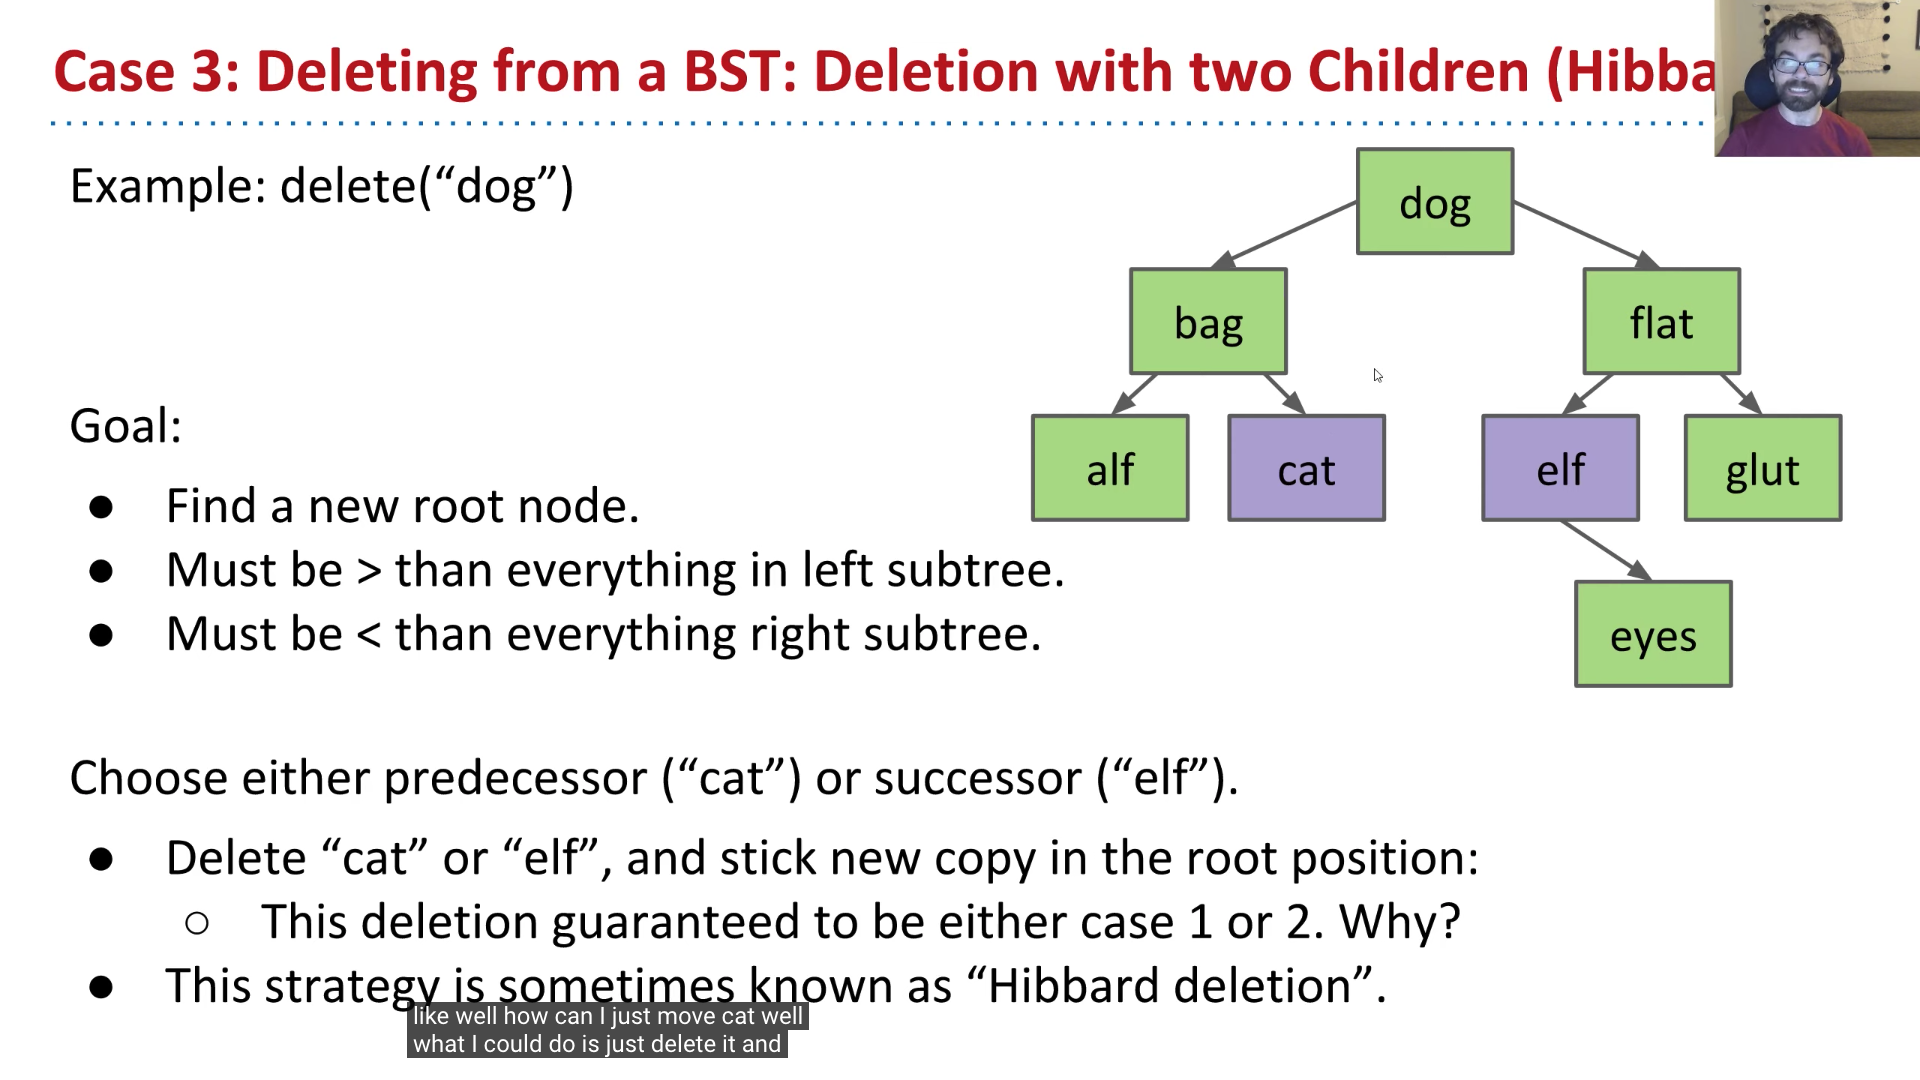 Case 3: Deleting from a BST: Deletion with two Children (Hibba
Example: delete(“dog”)
dog
bag
flat
alf
cat
elf
glut
eyes
Goal:
● Find a new root node.
● Must be > than everything in left subtree.
● Must be < than everything right subtree.
Choose either predecessor (“cat”) or successor (“elf”).
● Delete “cat” or “elf”, and stick new copy in the root position:
○ This deletion guaranteed to be either case 1 or 2. Why?
● This strategy is sometimes known as “Hibbard deletion”.
like well how can I just move cat well
what I could do is just delete it and